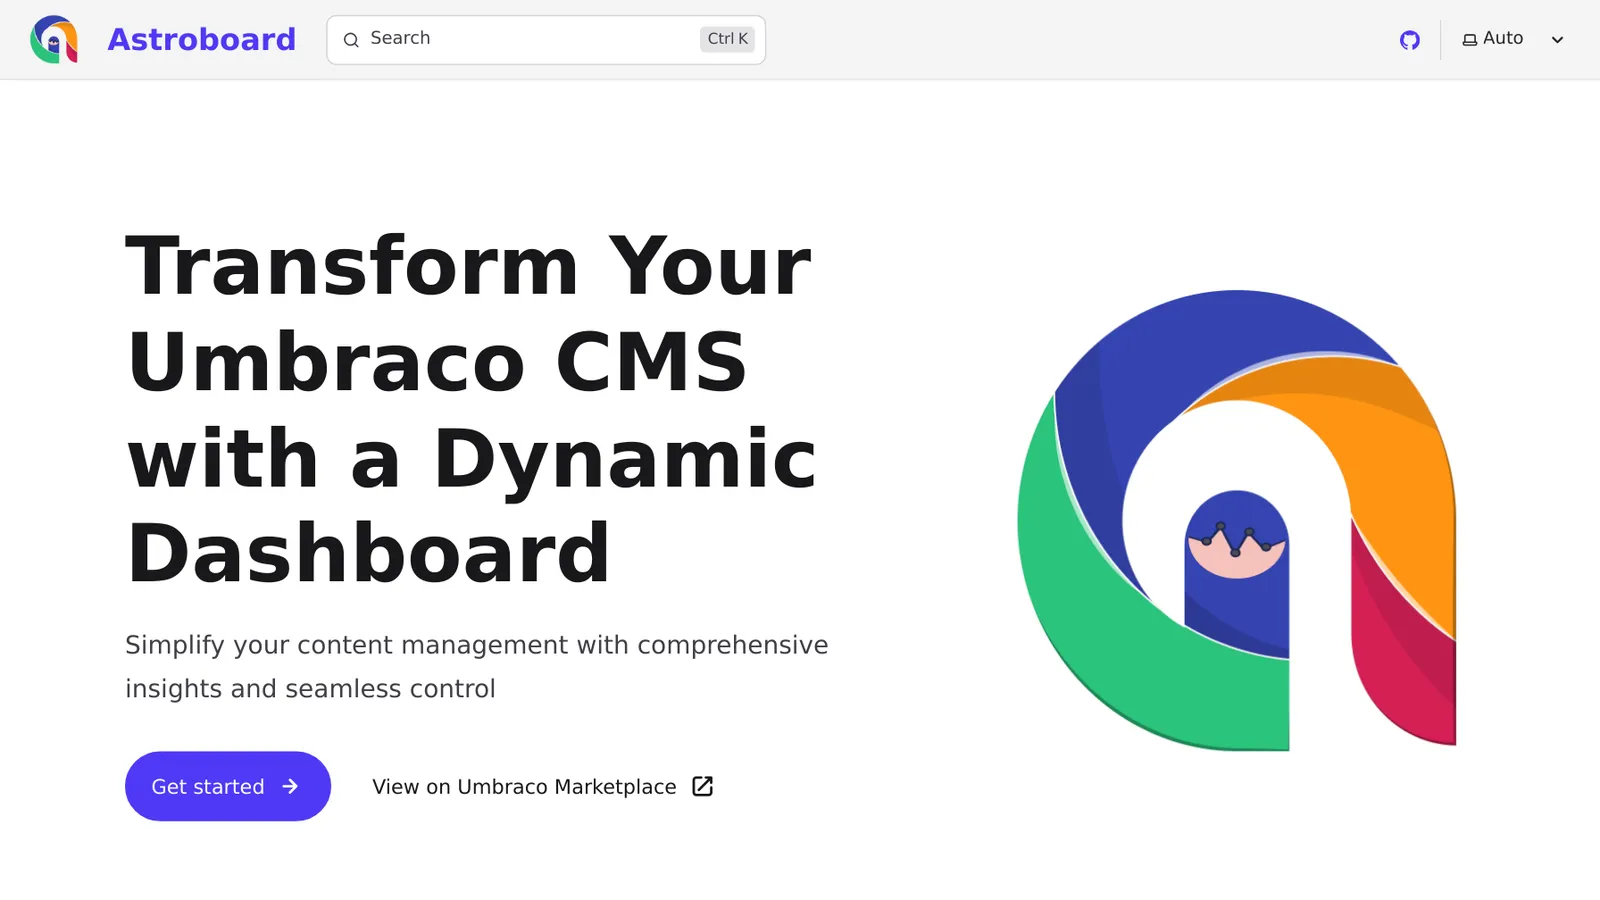 Astroboard
Search
Ctrl K
Auto
Transform Your
Umbraco CMS
with a Dynamic
Dashboard
Simplify your content management with comprehensive
insights and seamless control
Get started
View on Umbraco Marketplace